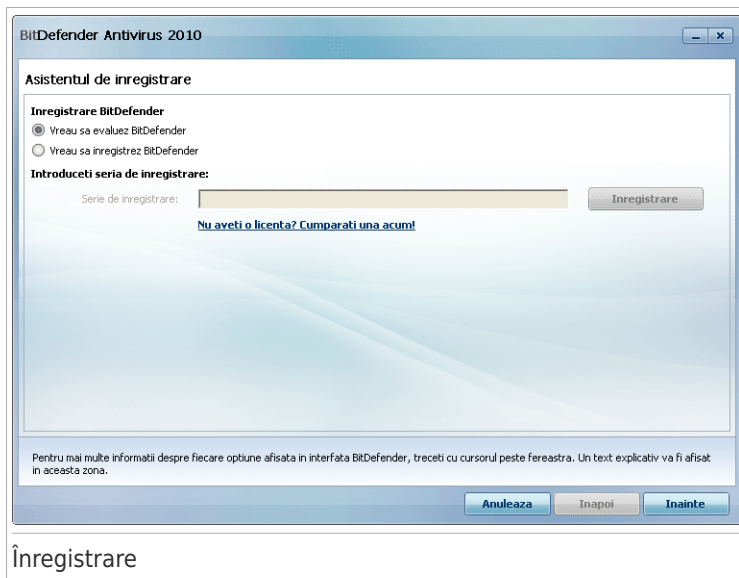 BitDefender Antivirus 2010
Asistentul de inregistrare
Inregistrare BitDefender
Vreau sa evaluez BitDefender
Vreau sa inregistrez BitDefender
Introduceti seria de inregistrare:
Serie de inregistrare:
Inregistrare
Nu aveti o licenta? Cumparati una acum!
Pentru mai multe informatii despre fiecare optiune afisata in interfata BitDefender, treceti cu cursorul peste fereastra. Un text explicativ va fi afisat
in aceasta zona.
Anuleaza Inapoi Inainte
Înregistrare